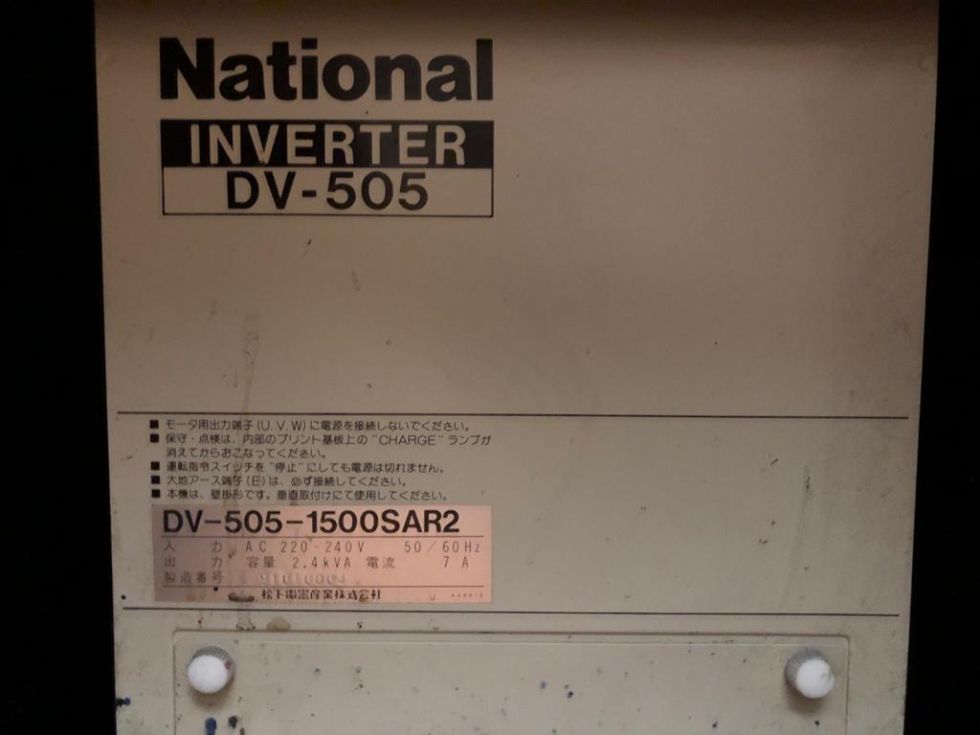 National
INVERTER
DV-505
■ モータ用出力端子(U.V.W)に電源を接続しないでください。
■ 保守・点検は、内部のプリント基板上の"CHARGE"ランプが
消えてからおこなってください。
■ 運転指令スイッチを"停止"にしても電源は切れません。
■ 大地アース端子(E)は、必ず接続してください。
■ 本機は、壁掛形です。垂直取付けにて使用してください。
DV-505-1500SAR2
入力 AC 220-240V 50/60Hz
出力 容量 2.4kVA 電流 7 A
製造番号
松下電器産業株式会社